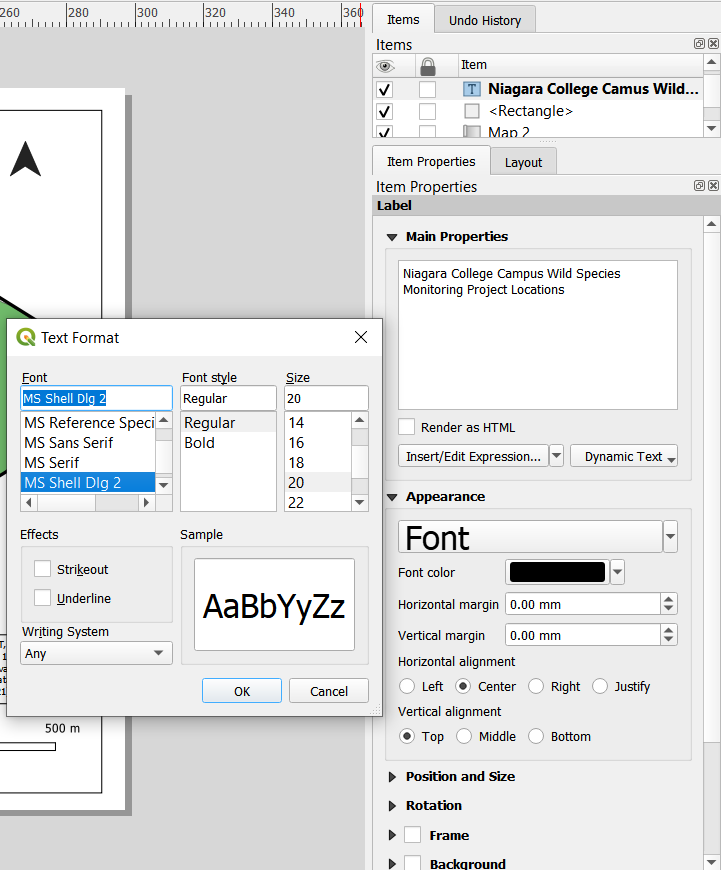 260 280 300 320 340 360
Items Undo History
Items
Item
Niagara College Camus Wild...
<Rectangle>
Map 2
Item Properties Layout
Item Properties
Label
Main Properties
Niagara College Campus Wild Species
Monitoring Project Locations
Render as HTML
Insert/Edit Expression... Dynamic Text
Appearance
Font
Font color
Horizontal margin 0.00 mm
Vertical margin 0.00 mm
Horizontal alignment
Left Center Right Justify
Vertical alignment
Top Middle Bottom
Position and Size
Rotation
Frame
Background
Text Format
Font Font style Size
MS Shell Dlg 2 Regular 20
MS Reference Speci Regular 14
MS Sans Serif Bold 16
MS Serif 18
MS Shell Dlg 2 20
22
Effects Sample
Strikeout
Underline
AaBbYyZz
Writing System
Any
OK Cancel
500 m